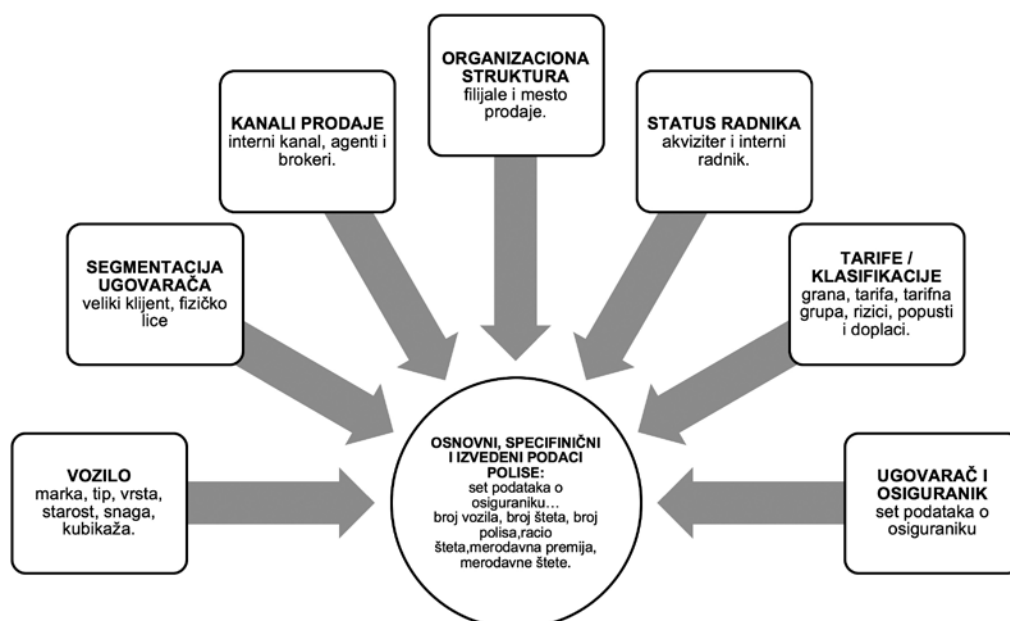 ORGANIZACIONA
STRUKTURA
filijale i mesto
prodaje.
KANALI PRODAJE
interni kanal, agenti i
brokeri.
STATUS RADNIKA
akviziter i interni
radnik.
SEGMENTACIJA
UGOVARAČA
veliki klijent, fizičko
lice
TARIFE /
KLASIFIKACIJE
grana, tarifa, tarifna
grupa, rizici, popusti
i doplaci.
VOZILO
marka, tip, vrsta,
starost, snaga,
kubikaža.
OSNOVNI, SPECIFINIČNI
I IZVEDENI PODACI
POLISE:
set podataka o
osiguraniku…
broj vozila, broj šteta, broj
polisa,racio
šteta,merodavna premija,
merodavne štete.
UGOVARAČ I
OSIGURANIK
set podataka o
osiguraniku